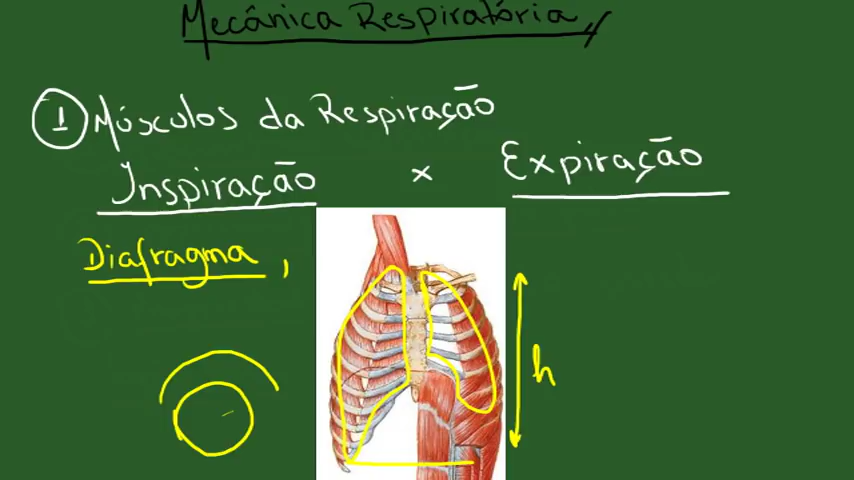 Mecânica Respiratória
1 Músculos da Respiração
Inspiração x Expiração
Diafragma,
h